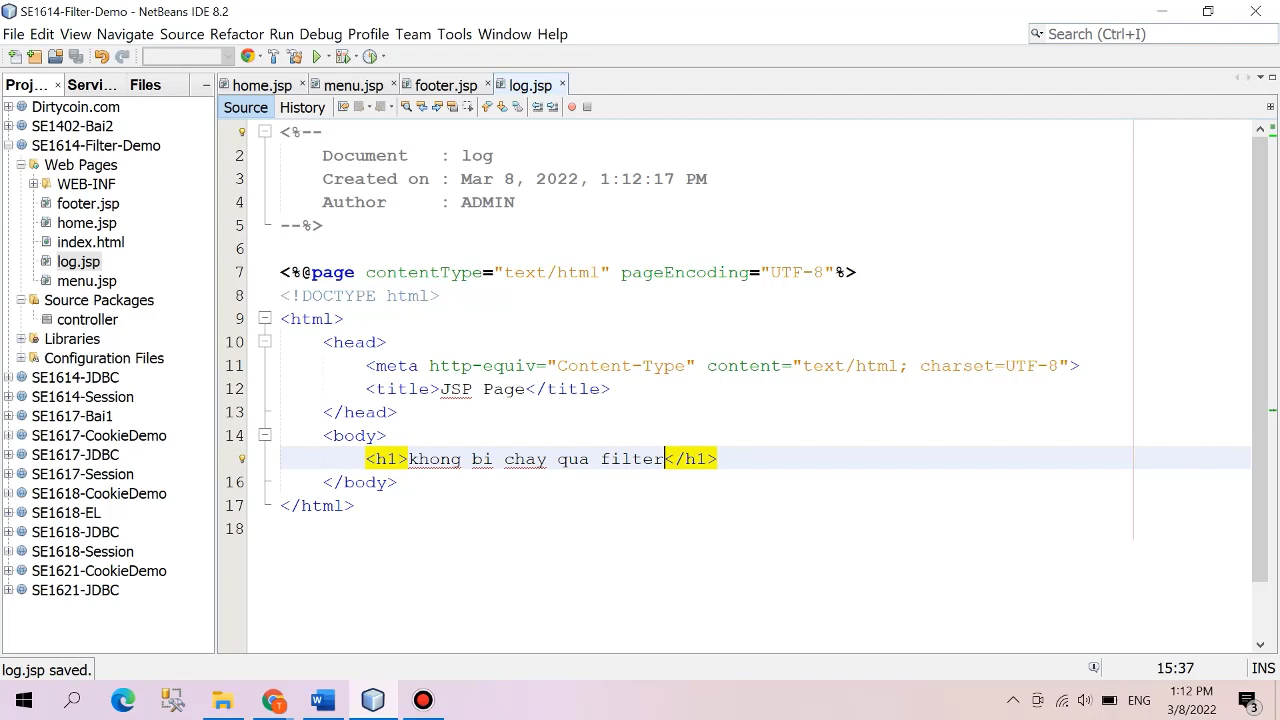 SE1614-Filter-Demo - NetBeans IDE 8.2
File Edit View Navigate Source Refactor Run Debug Profile Team Tools Window Help
Search (Ctrl+I)
Proj... Servi... Files
home.jsp menu.jsp footer.jsp log.jsp
Source History
Dirtycoin.com
SE1402-Bai2
SE1614-Filter-Demo
Web Pages
WEB-INF
footer.jsp
home.jsp
index.html
log.jsp
menu.jsp
Source Packages
controller
Libraries
Configuration Files
SE1614-JDBC
SE1614-Session
SE1617-Bai1
SE1617-CookieDemo
SE1617-JDBC
SE1617-Session
SE1618-CookieDemo
SE1618-EL
SE1618-JDBC
SE1618-Session
SE1621-CookieDemo
SE1621-JDBC
<%--
2 Document : log
3 Created on : Mar 8, 2022, 1:12:17 PM
4 Author : ADMIN
5 --%>
6
7 <%@page contentType="text/html" pageEncoding="UTF-8"%>
8 <!DOCTYPE html>
9 <html>
10 <head>
11 <meta http-equiv="Content-Type" content="text/html; charset=UTF-8">
12 <title>JSP Page</title>
13 </head>
14 <body>
<h1>khong bi chay qua filter</h1>
16 </body>
17 </html>
18
log.jsp saved.
15:37 INS
ENG
1:12 PM
3/8/2022
3